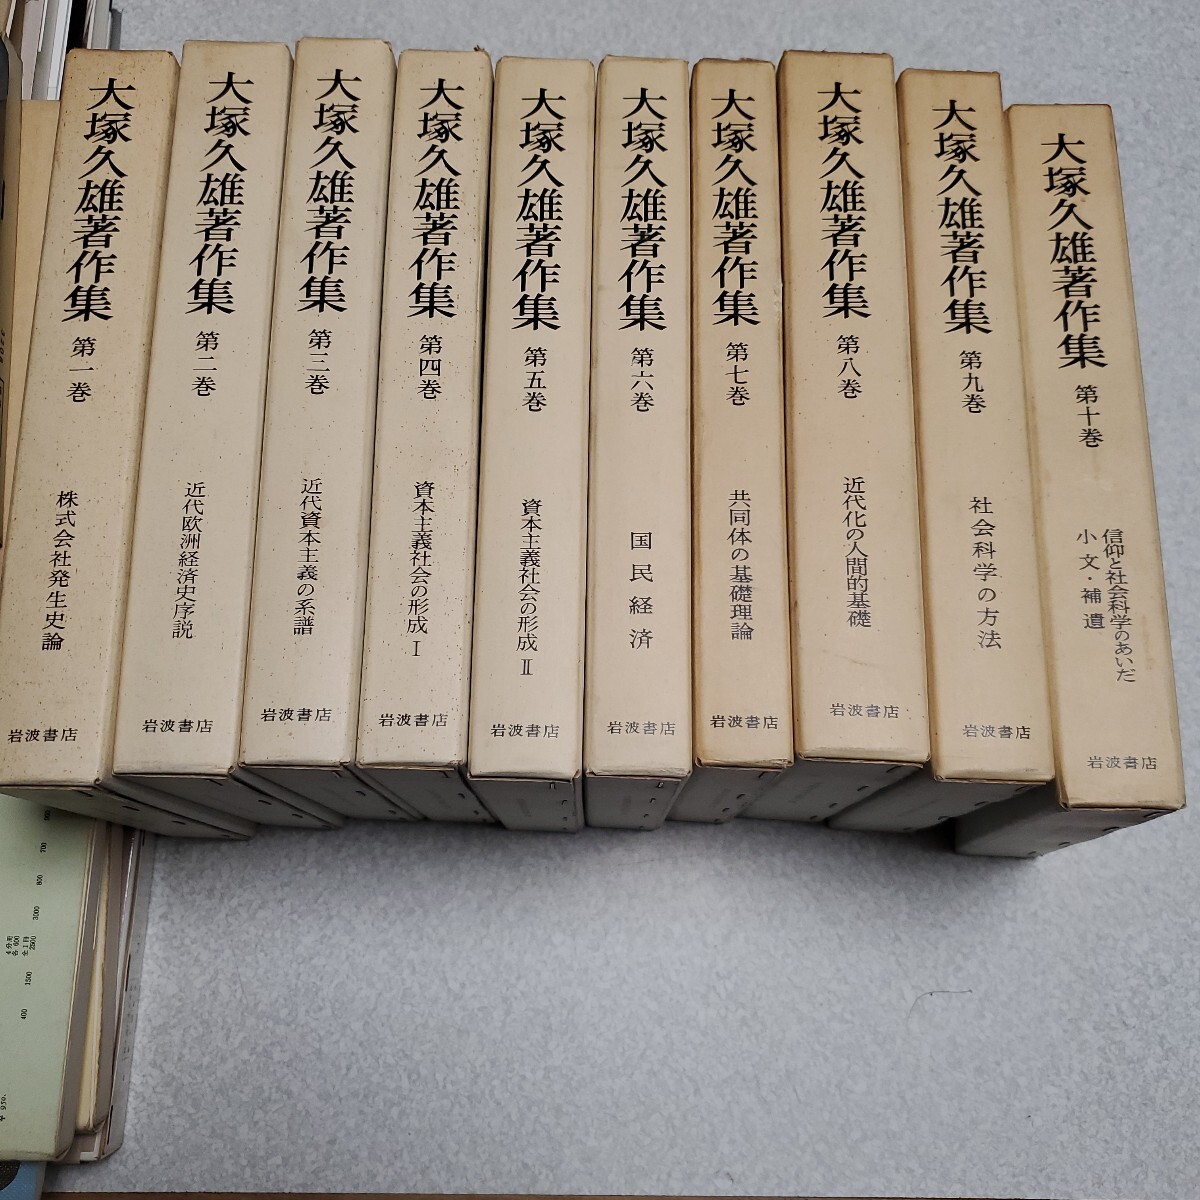 大塚久雄著作集
第一巻
株式会社発生史論
岩波書店
大塚久雄著作集
第二巻
近代欧洲経済史序説
岩波書店
大塚久雄著作集
第三巻
近代資本主義の系譜
岩波書店
大塚久雄著作集
第四巻
資本主義社会の形成 I
岩波書店
大塚久雄著作集
第五巻
資本主義社会の形成 II
岩波書店
大塚久雄著作集
第六巻
国民経済
岩波書店
大塚久雄著作集
第七巻
共同体の基礎理論
岩波書店
大塚久雄著作集
第八巻
近代化の人間的基礎
岩波書店
大塚久雄著作集
第九巻
社会科学の方法
岩波書店
大塚久雄著作集
第十巻
信仰と社会科学のあいだ
小文・補遺
岩波書店
700
800
3000
1500
400